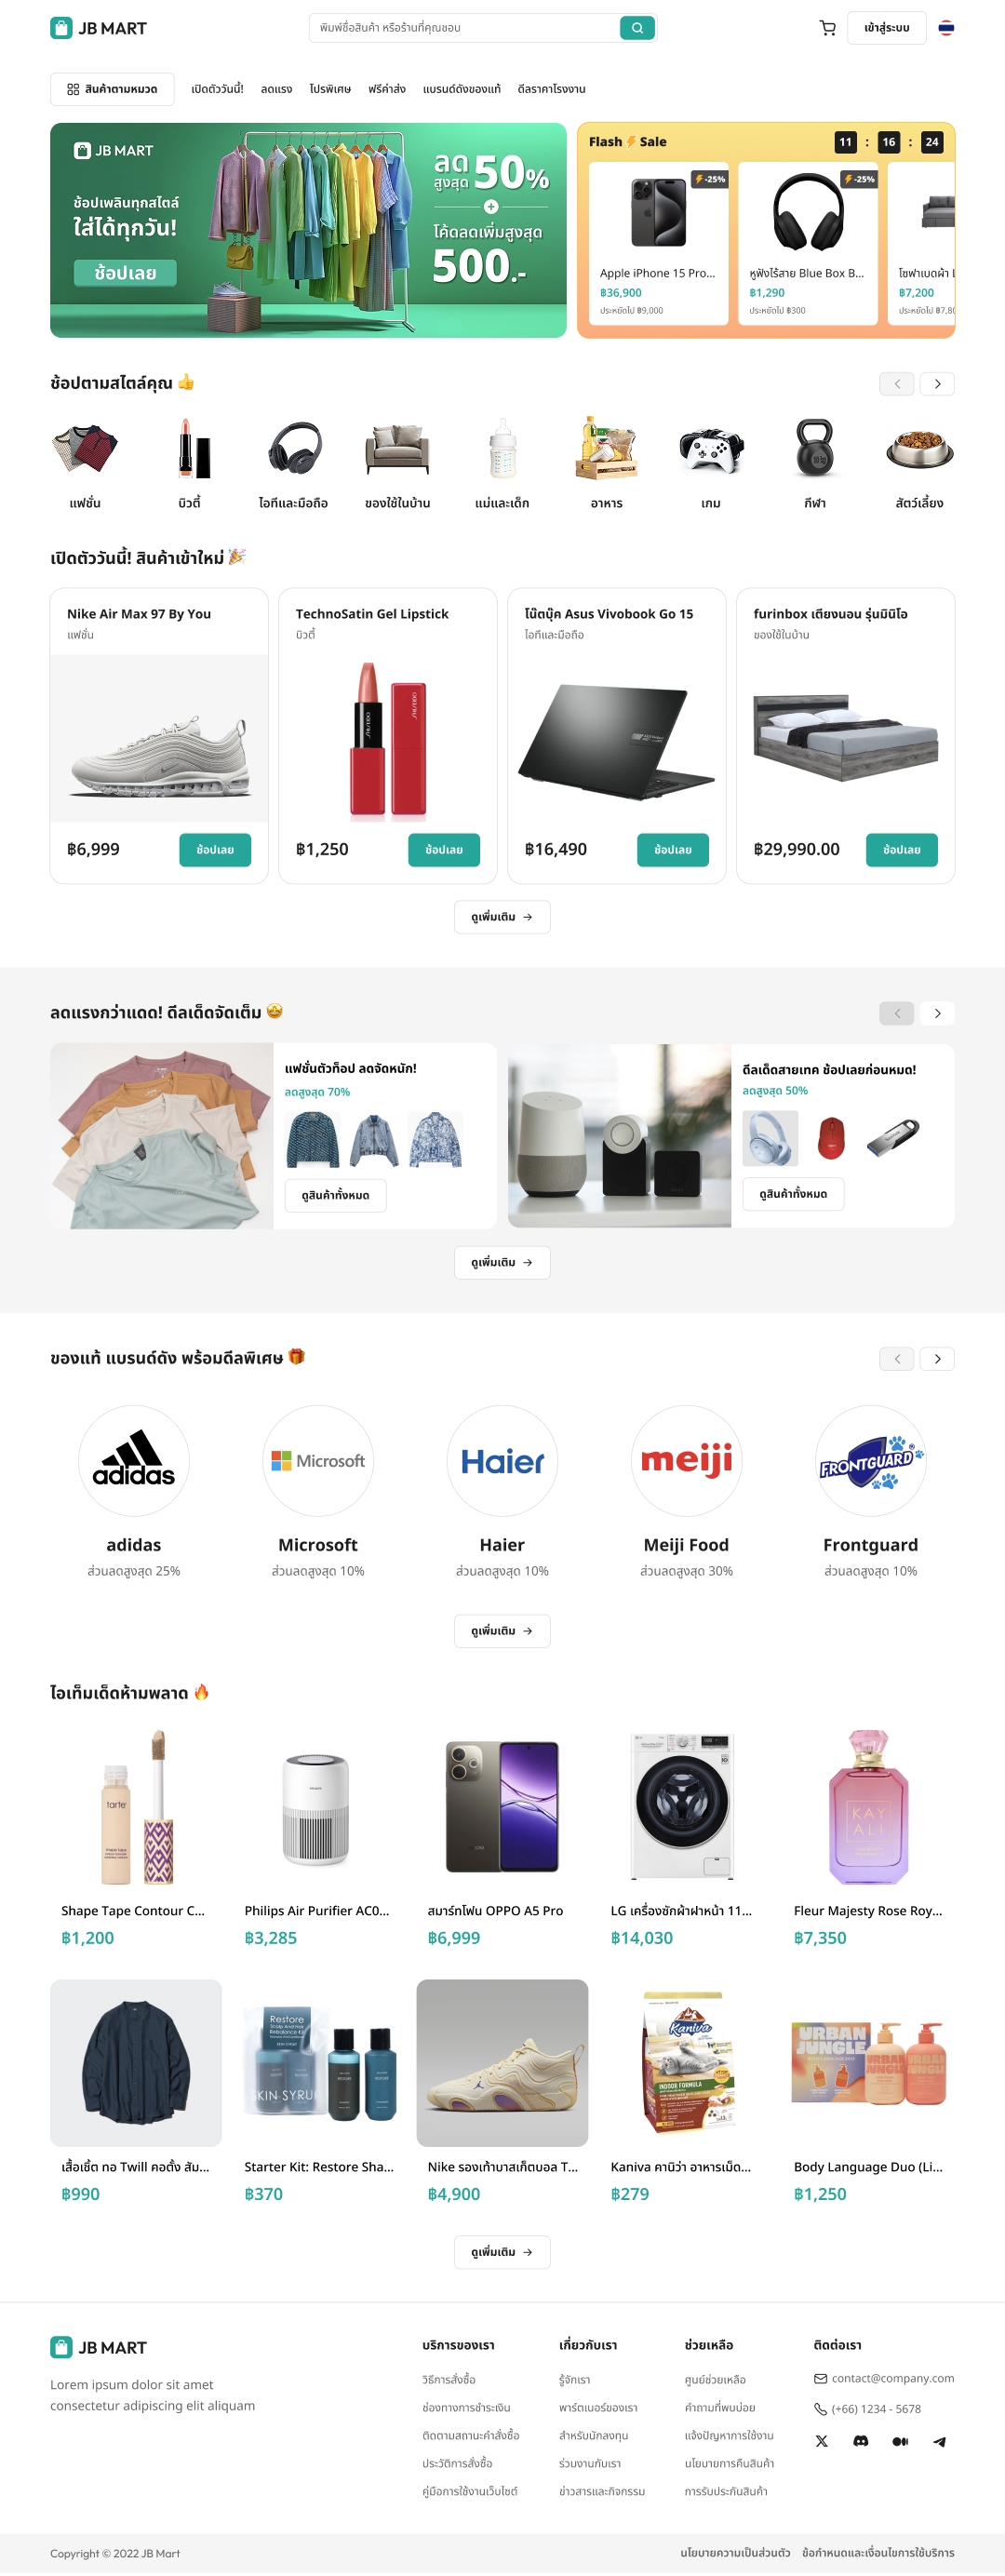 JB MART
พิมพ์ชื่อสินค้า หรือร้านที่คุณชอบ
เข้าสู่ระบบ
สินค้าตามหมวด
เปิดตัววันนี้!
ลดแรง
โปรพิเศษ
ฟรีค่าส่ง
แบรนด์ดังของแท้
ดีลราคาโรงงาน
JB MART
ช้อปเพลินทุกสไตล์
ใส่ได้ทุกวัน!
ช้อปเลย
ลด
สูงสุด 50%
+
โค้ดลดเพิ่มสูงสุด
500.-
Flash ⚡ Sale
11 : 16 : 24
⚡-25%
Apple iPhone 15 Pro...
฿36,900
ประหยัดไป ฿9,000
⚡-25%
หูฟังไร้สาย Blue Box B...
฿1,290
ประหยัดไป ฿300
โซฟาเบดผ้า
฿7,200
ประหยัดไป ฿7,80
ช้อปตามสไตล์คุณ 👍
แฟชั่น
บิวตี้
ไอทีและมือถือ
ของใช้ในบ้าน
แม่และเด็ก
อาหาร
เกม
กีฬา
สัตว์เลี้ยง
เปิดตัววันนี้! สินค้าเข้าใหม่ 🎉
Nike Air Max 97 By You
แฟชั่น
฿6,999
ช้อปเลย
TechnoSatin Gel Lipstick
บิวตี้
SHISEIDO
SHISEIDO
฿1,250
ช้อปเลย
โน๊ตบุ๊ค Asus Vivobook Go 15
ไอทีและมือถือ
฿16,490
ช้อปเลย
furinbox เตียงนอน รุ่นมินิโอ
ของใช้ในบ้าน
฿29,990.00
ช้อปเลย
ดูเพิ่มเติม →
ลดแรงกว่าแดด! ดีลเด็ดจัดเต็ม 🤩
แฟชั่นตัวท็อป ลดจัดหนัก!
ลดสูงสุด 70%
ดูสินค้าทั้งหมด
ดีลเด็ดสายเทค ช้อปเลยก่อนหมด!
ลดสูงสุด 50%
ดูสินค้าทั้งหมด
ดูเพิ่มเติม →
ของแท้ แบรนด์ดัง พร้อมดีลพิเศษ 🎁
adidas
adidas
ส่วนลดสูงสุด 25%
Microsoft
Microsoft
ส่วนลดสูงสุด 10%
Haier
Haier
ส่วนลดสูงสุด 10%
meiji
Meiji Food
ส่วนลดสูงสุด 30%
FRONTGUARD®
Frontguard
ส่วนลดสูงสุด 10%
ดูเพิ่มเติม →
ไอเท็มเด็ดห้ามพลาด 🔥
tarte
Shape Tape Contour C...
฿1,200
Philips Air Purifier AC0...
฿3,285
สมาร์ทโฟน OPPO A5 Pro
฿6,999
LG เครื่องซักผ้าฝาหน้า 11...
฿14,030
KAY
ALI
Fleur Majesty Rose Roy...
฿7,350
เสื้อเชิ้ต ทอ Twill คอตั้ง สัม...
฿990
Restore
Scalp And Hair
Rebalance Kit
SKIN SYRUP
Starter Kit: Restore Sha...
฿370
Nike รองเท้าบาสเก็ตบอล T...
฿4,900
Kaniva
INDOOR FORMULA
Kaniva คานิว่า อาหารเม็ด...
฿279
URBAN
JUNGLE
Body Language Duo (Li...
฿1,250
ดูเพิ่มเติม →
JB MART
Lorem ipsum dolor sit amet
consectetur adipiscing elit aliquam
บริการของเรา
วิธีการสั่งซื้อ
ช่องทางการชำระเงิน
ติดตามสถานะคำสั่งซื้อ
ประวัติการสั่งซื้อ
คู่มือการใช้งานเว็บไซต์
เกี่ยวกับเรา
รู้จักเรา
พาร์ตเนอร์ของเรา
สำหรับนักลงทุน
ร่วมงานกับเรา
ข่าวสารและกิจกรรม
ช่วยเหลือ
ศูนย์ช่วยเหลือ
คำถามที่พบบ่อย
แจ้งปัญหาการใช้งาน
นโยบายการคืนสินค้า
การรับประกันสินค้า
ติดต่อเรา
contact@company.com
(+66) 1234 - 5678
Copyright © 2022 JB Mart
นโยบายความเป็นส่วนตัว
ข้อกำหนดและเงื่อนไขการใช้บริการ